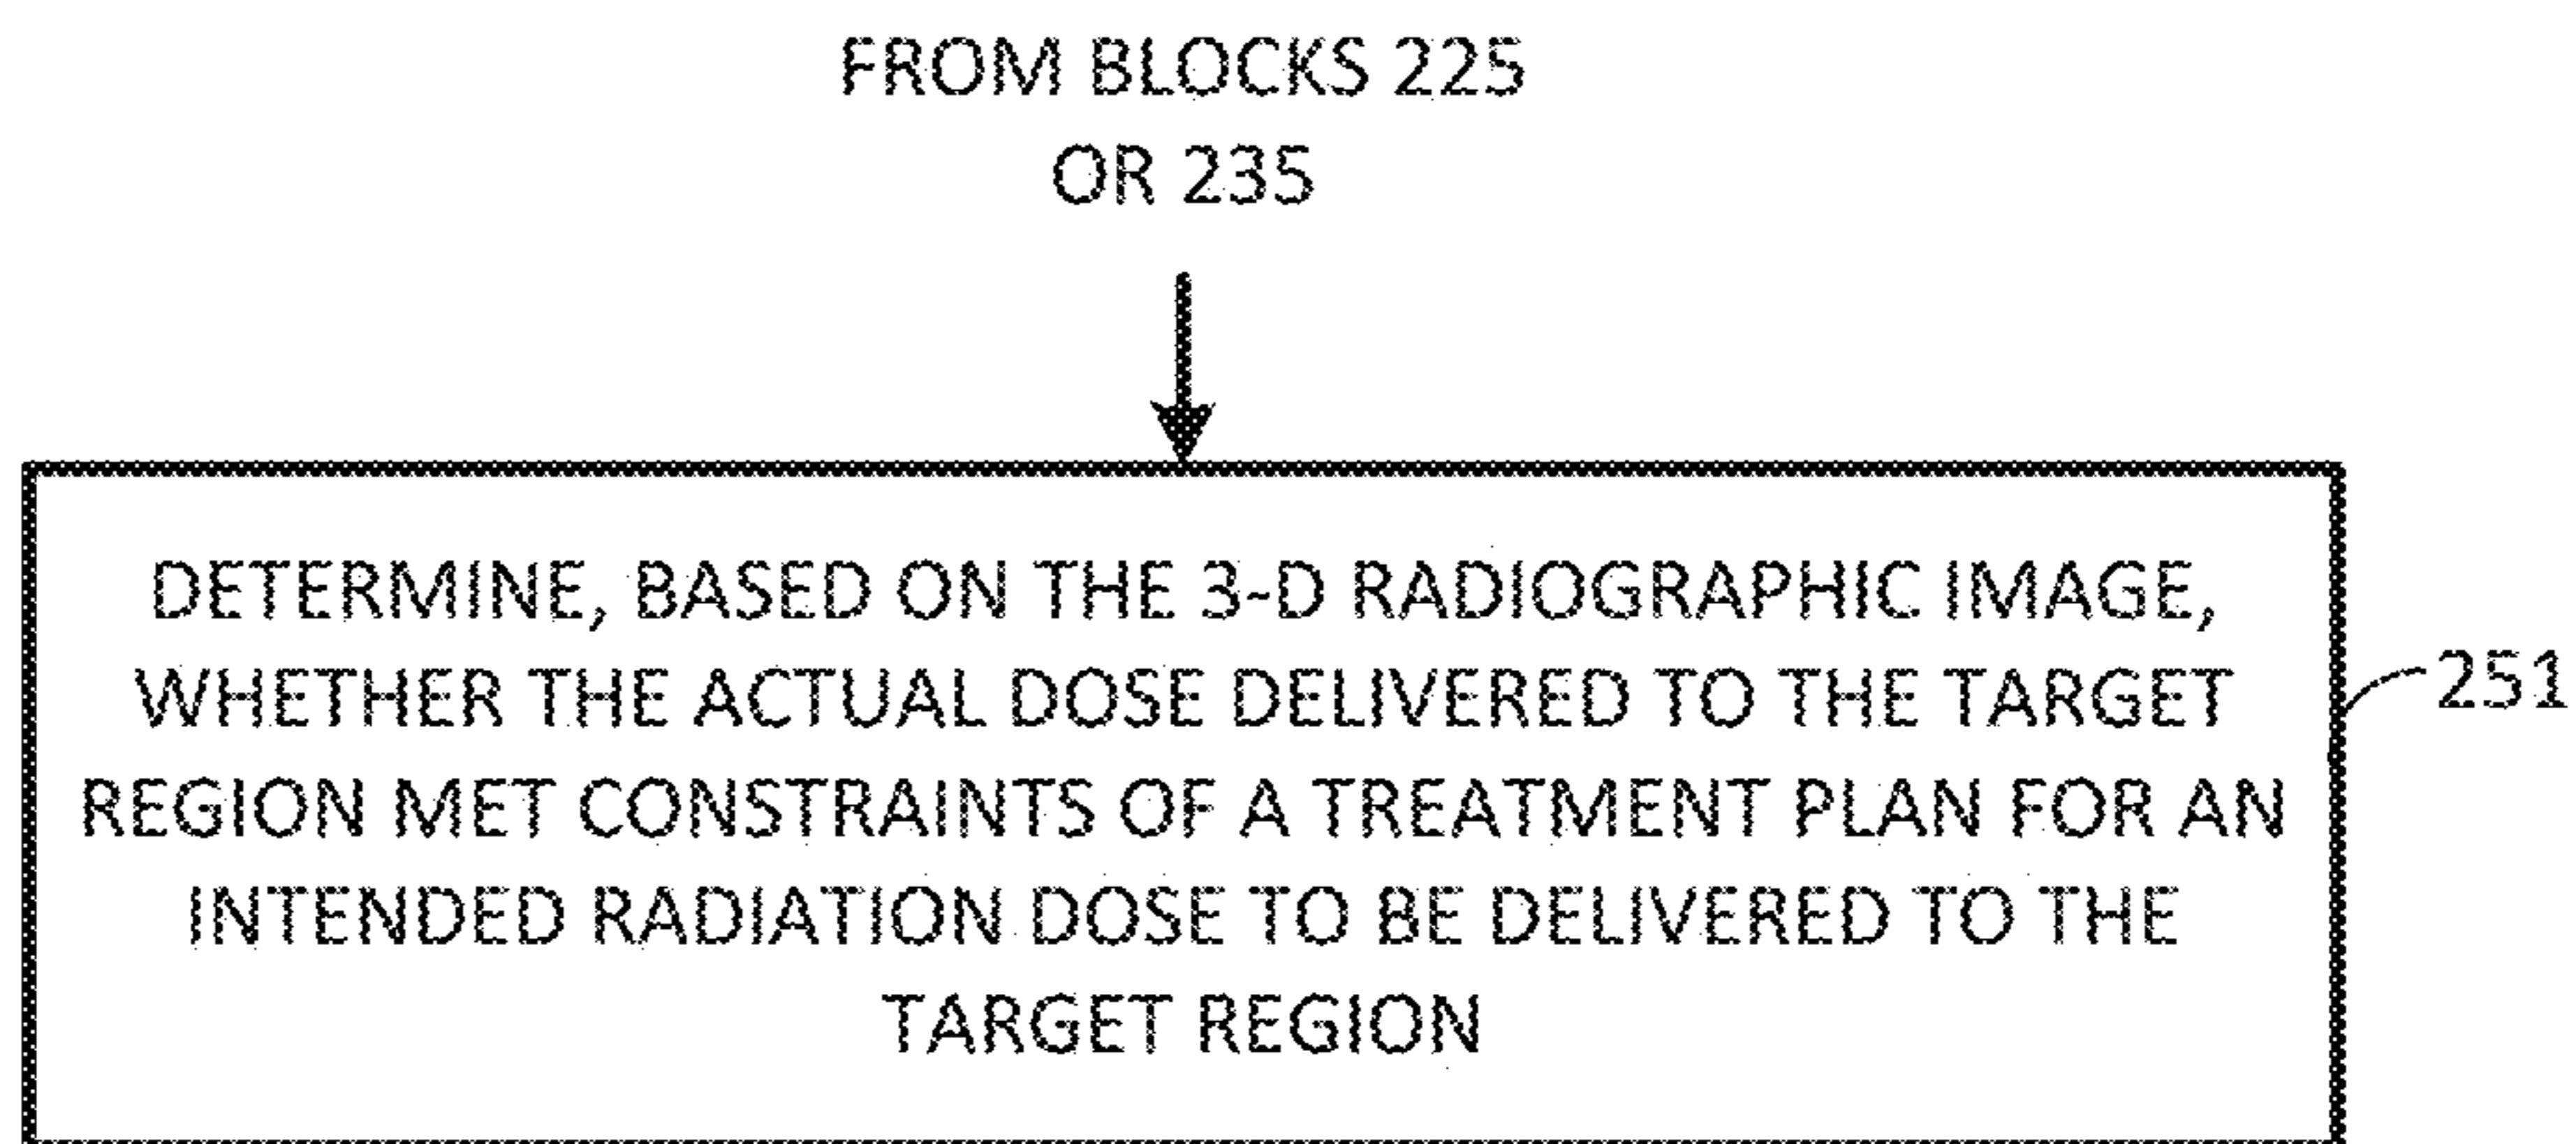 FROM BLOCKS 225
OR 235
DETERMINE, BASED ON THE 3-D RADIOGRAPHIC IMAGE,
WHETHER THE ACTUAL DOSE DELIVERED TO THE TARGET
REGION MET CONSTRAINTS OF A TREATMENT PLAN FOR AN
INTENDED RADIATION DOSE TO BE DELIVERED TO THE
TARGET REGION
251